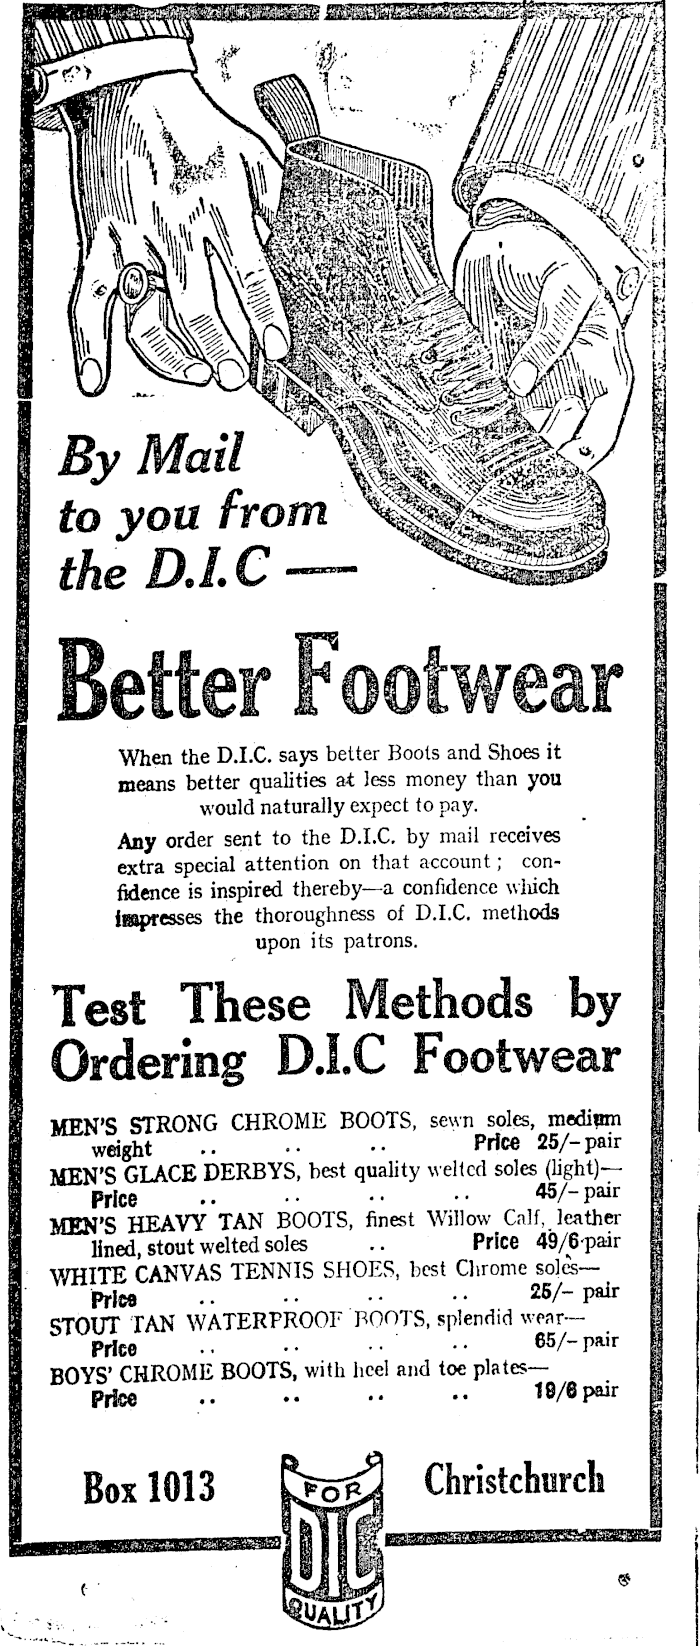 By Mail
to you from
the D.I.C —
Better Footwear
When the D.I.C. says better Boots and Shoes it
means better qualities at less money than you
would naturally expect to pay.
Any order sent to the D.I.C. by mail receives
extra special attention on that account; con-
fidence is inspired thereby—a confidence which
impresses the thoroughness of D.I.C. methods
upon its patrons.
Test These Methods by
Ordering D.I.C Footwear
MEN'S STRONG CHROME BOOTS, sewn soles, medium
weight .. .. .. Price 25/- pair
MEN'S GLACE DERBYS, best quality welted soles (light)—
Price .. .. .. .. 45/- pair
MEN'S HEAVY TAN BOOTS, finest Willow Calf, leather
lined, stout welted soles .. Price 49/6 pair
WHITE CANVAS TENNIS SHOES, best Chrome soles—
Price .. .. .. .. 25/- pair
STOUT TAN WATERPROOF BOOTS, splendid wear—
Price .. .. .. .. 65/- pair
BOYS' CHROME BOOTS, with heel and toe plates—
Price .. .. .. .. 19/6 pair
Box 1013
Christchurch
FOR
DIC
QUALITY